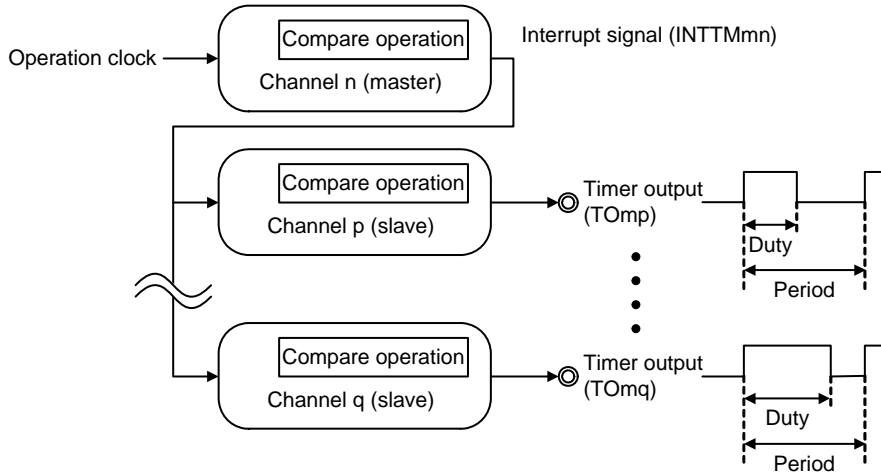 Compare operation
Interrupt signal (INTTMmn)
Operation clock
Channel n (master)
Compare operation
Channel p (slave)
Timer output
(TOmp)
Duty
Period
Compare operation
Channel q (slave)
Timer output
(TOmq)
Duty
Period